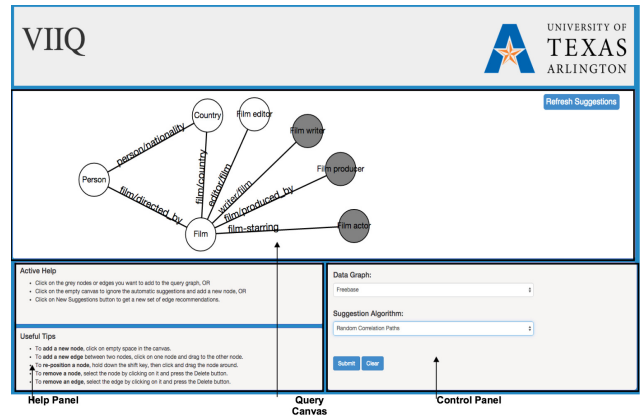 VIIQ
UNIVERSITY OF
TEXAS
ARLINGTON
Refresh Suggestions
Country
Film editor
Film writer
Film producer
Film actor
Person
Film
person/nationality
film/directed_by
film/country
editor/film
writer/film
film/produced_by
film-starring
Active Help
• Click on the grey nodes or edges you want to add to the query graph, OR
• Click on the empty canvas to ignore the automatic suggestions and add a new node, OR
• Click on New Suggestions button to get a new set of edge recommendations.
Useful Tips
• To add a new node, click on empty space in the canvas.
• To add a new edge between two nodes, click on one node and drag to the other node.
• To re-position a node, hold down the shift key, then click and drag the node around.
• To remove a node, select the node by clicking on it and press the Delete button.
• To remove an edge, select the edge by clicking on it and press the Delete button.
Data Graph:
Freebase
Suggestion Algorithm:
Random Correlation Paths
Submit
Clear
Help Panel
Query
Canvas
Control Panel